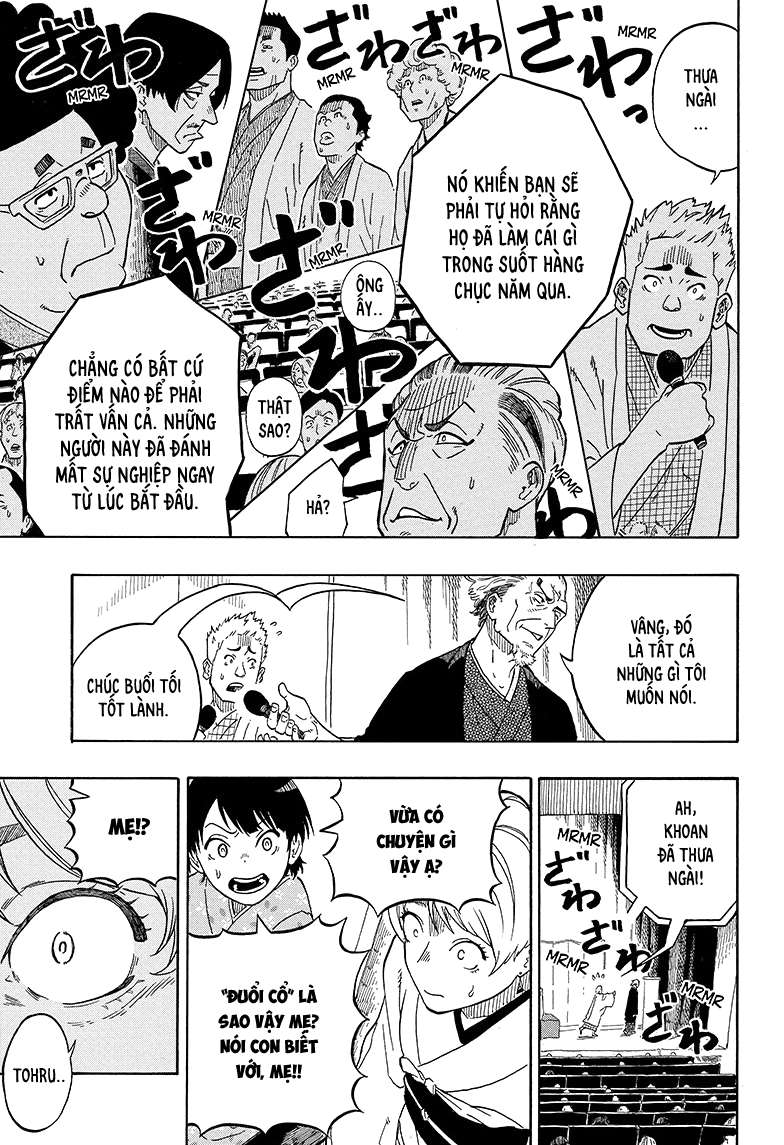 THƯA
NGÀI
...
ざわっ
MRMR
ざわ
MRMR
ざわ
MRMR
ざわ
MRMR
NÓ KHIẾN BẠN SẼ
PHẢI TỰ HỎI RẰNG
HỌ ĐÃ LÀM CÁI GÌ
TRONG SUỐT HÀNG
CHỤC NĂM QUA.
ざわ
MRMR
ざわ
MRMR
ÔNG
ẤY..
THẬT
SAO?
HẢ?
ざわ
MRMR
CHẲNG CÓ BẤT CỨ
ĐIỂM NÀO ĐỂ PHẢI
TRẤT VẤN CẢ. NHỮNG
NGƯỜI NÀY ĐÃ ĐÁNH
MẤT SỰ NGHIỆP NGAY
TỪ LÚC BẮT ĐẦU.
VÂNG, ĐÓ
LÀ TẤT CẢ
NHỮNG GÌ TÔI
MUỐN NÓI.
CHÚC BUỔI TỐI
TỐT LÀNH.
AH,
KHOAN
ĐÃ THƯA
NGÀI!
MRMR
ざわ
MRMR
ざわ
MRMR
ざわ
VỪA CÓ
CHUYỆN GÌ
VẬY Ạ?
"ĐUỔI CỔ" LÀ
SAO VẬY MẸ?
NÓI CON BIẾT
VỚI, MẸ!!
MẸ!?
TOHRU..